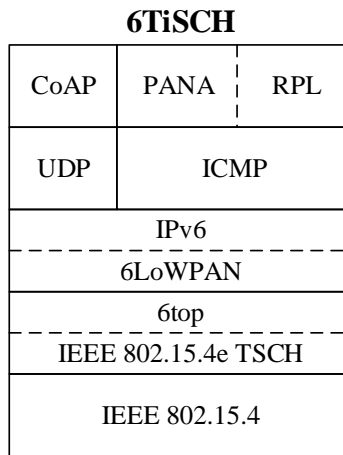 6TiSCH
CoAP PANA RPL
UDP ICMP
IPv6
6LoWPAN
6top
IEEE 802.15.4e TSCH
IEEE 802.15.4